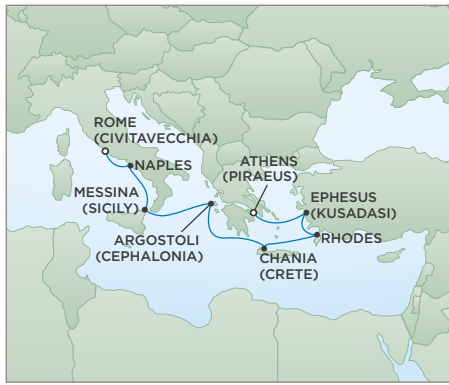 ROME
(CIVITAVECCHIA)
NAPLES
ATHENS
(PIRAEUS)
MESSINA
(SICILY)
EPHESUS
(KUSADASI)
ARGOSTOLI
(CEPHALONIA)
RHODES
CHANIA
(CRETE)